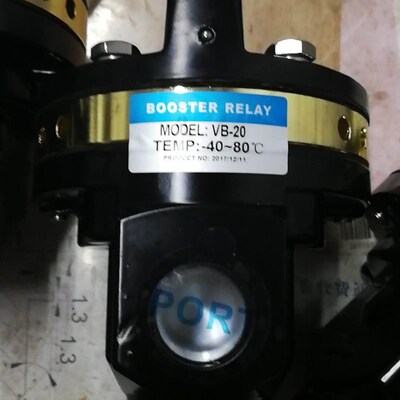 BOOSTER RELAY
MODEL: VB-20
TEMP:-40~80℃
PRODUCT NO: 2017/12/11
PORT
1.3
1.3